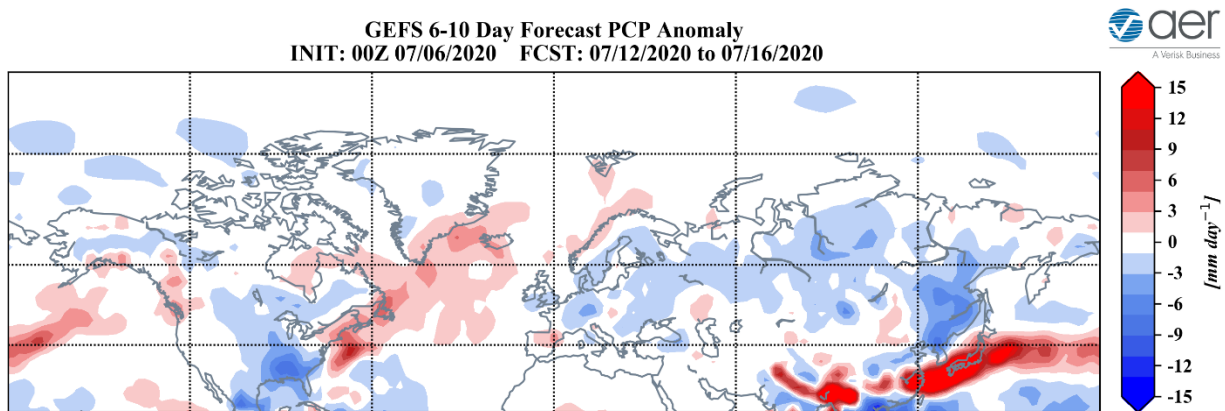 GEFS 6-10 Day Forecast PCP Anomaly
INIT: 00Z 07/06/2020 FCST: 07/12/2020 to 07/16/2020
aer
A Verisk Business
15
12
9
6
3
0
-3
-6
-9
-12
-15
[mm day⁻¹]